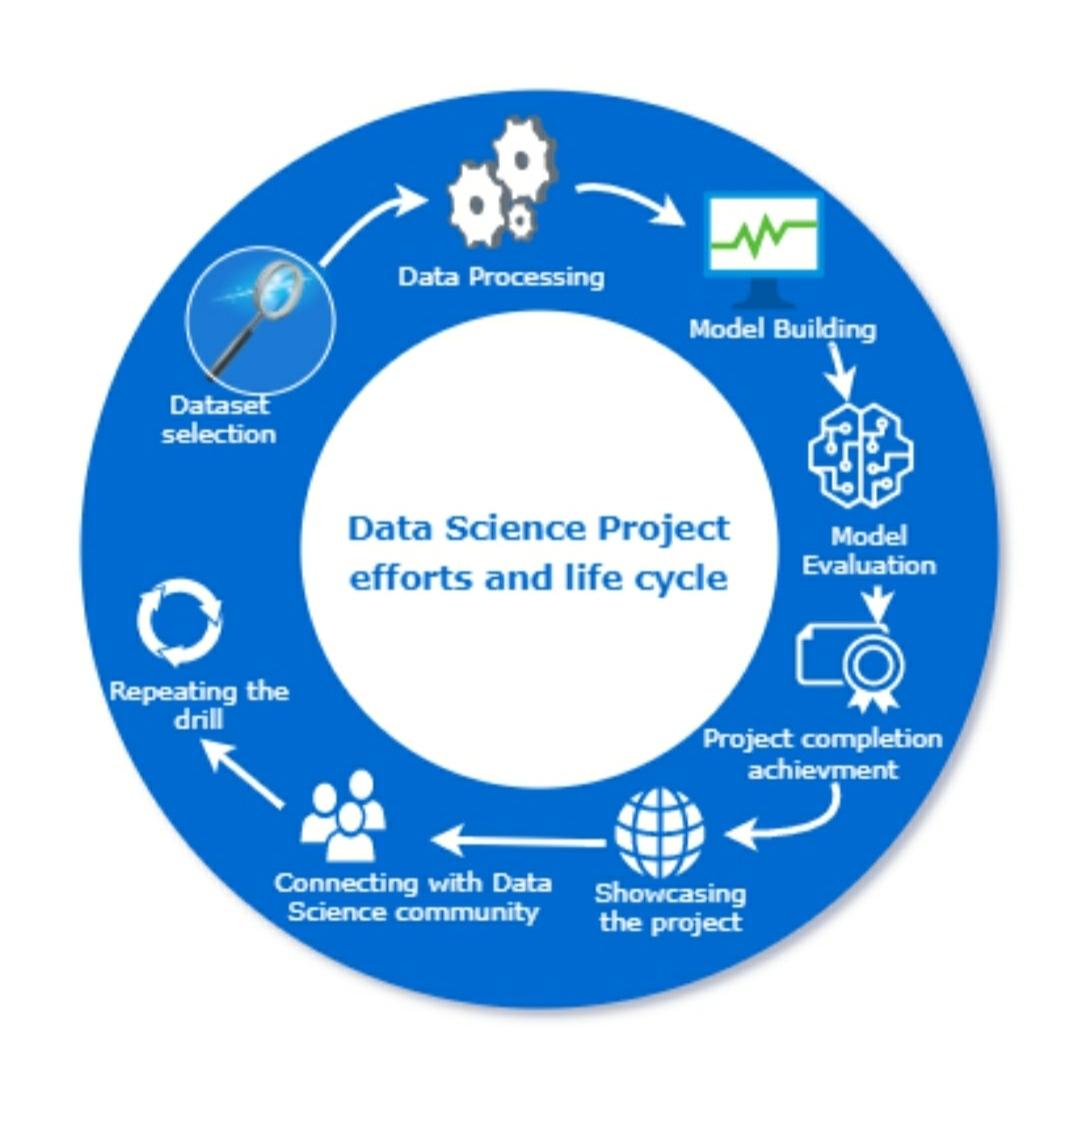 Data Processing
Model Building
Dataset
selection
Data Science Project
efforts and life cycle
Model
Evaluation
Repeating the
drill
Project completion
achievment
Connecting with Data
Science community
Showcasing
the project